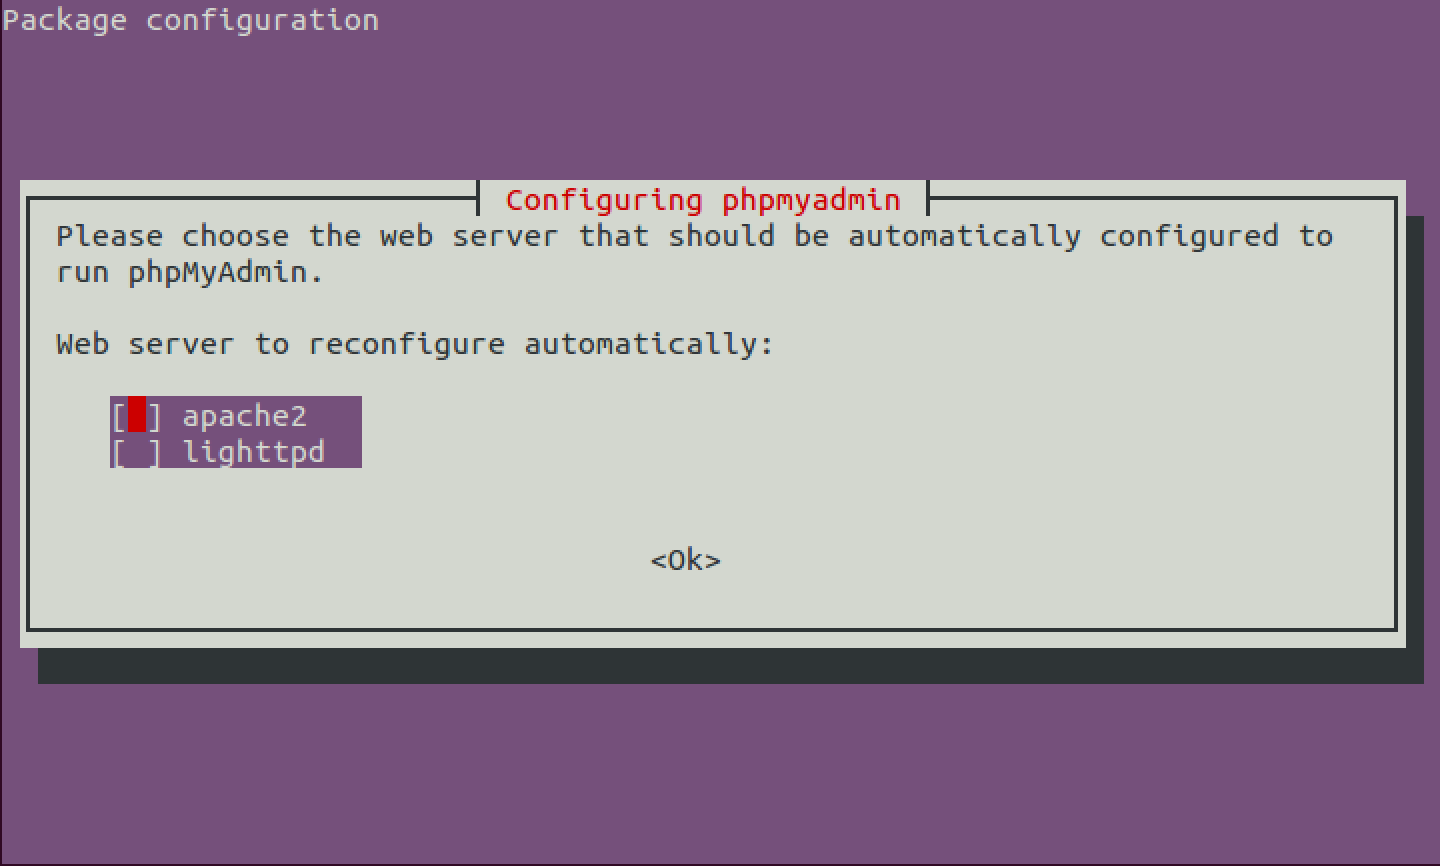 Package configuration
Configuring phpmyadmin
Please choose the web server that should be automatically configured to
run phpMyAdmin.
Web server to reconfigure automatically:
[ ] apache2
[ ] lighttpd
<Ok>